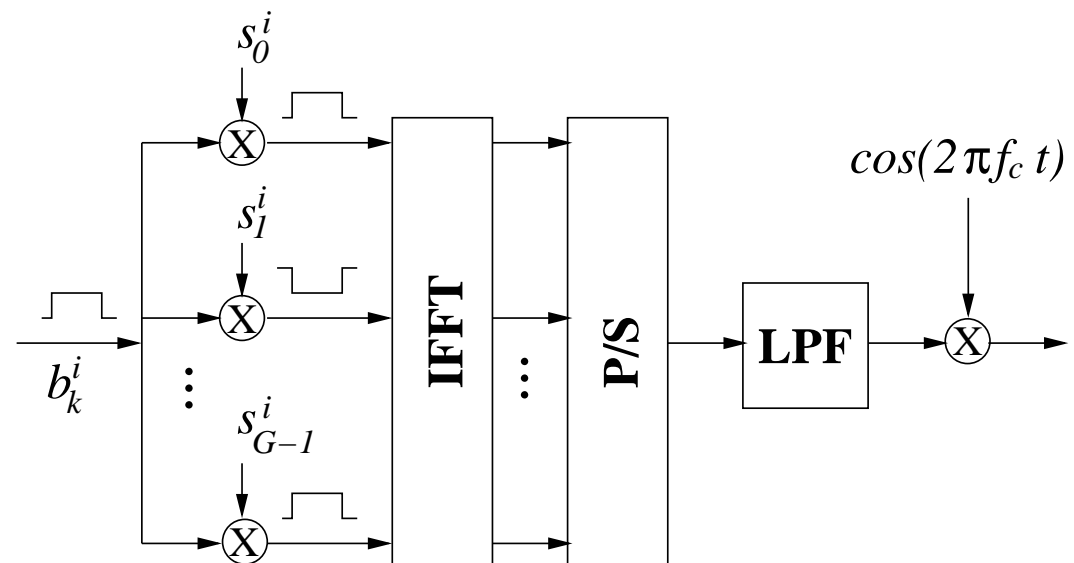 s_0^i
X
s_1^i
X
b_k^i
⋮
s_{G-1}^i
X
IFFT
⋮
P/S
LPF
cos(2πf_c t)
X